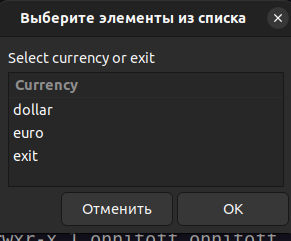 Выберите элементы из списка
Select currency or exit
Currency
dollar
euro
exit
Отменить OK